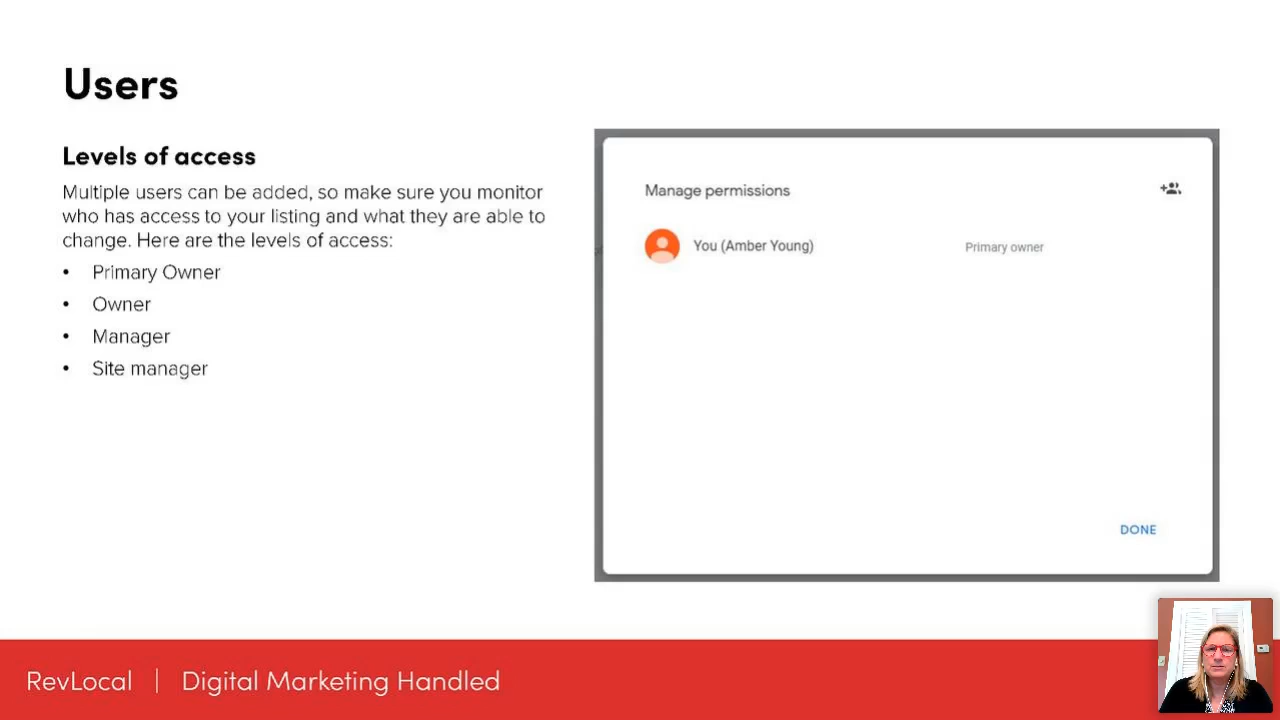 Users
Levels of access
Multiple users can be added, so make sure you monitor
who has access to your listing and what they are able to
change. Here are the levels of access:
• Primary Owner
• Owner
• Manager
• Site manager
Manage permissions
You (Amber Young) Primary owner
DONE
RevLocal | Digital Marketing Handled